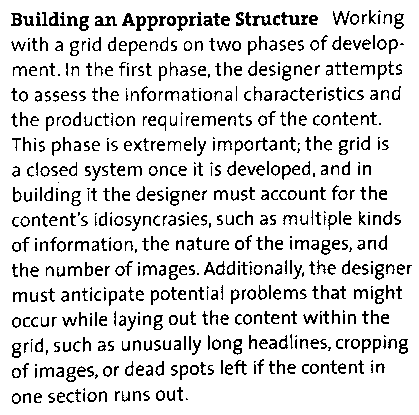 Building an Appropriate Structure Working
with a grid depends on two phases of develop-
ment. In the first phase, the designer attempts
to assess the informational characteristics and
the production requirements of the content.
This phase is extremely important; the grid is
a closed system once it is developed, and in
building it the designer must account for the
content's idiosyncrasies, such as multiple kinds
of information, the nature of the images, and
the number of images. Additionally, the designer
must anticipate potential problems that might
occur while laying out the content within the
grid, such as unusually long headlines, cropping
of images, or dead spots left if the content in
one section runs out.